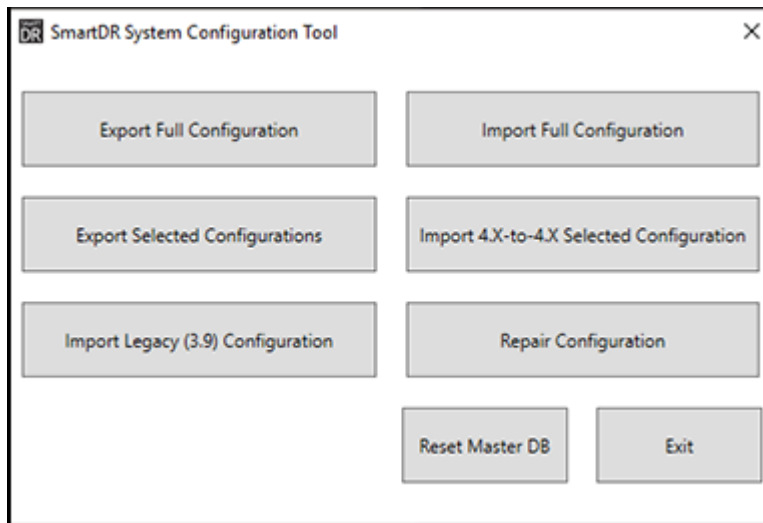 SMART
DR SmartDR System Configuration Tool
Export Full Configuration
Import Full Configuration
Export Selected Configurations
Import 4.X-to-4.X Selected Configuration
Import Legacy (3.9) Configuration
Repair Configuration
Reset Master DB
Exit